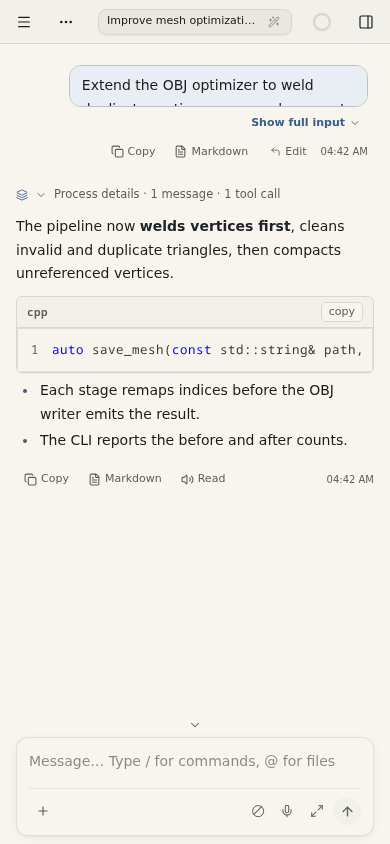 Improve mesh optimizati…
Extend the OBJ optimizer to weld
Show full input
Copy Markdown Edit 04:42 AM
Process details · 1 message · 1 tool call
The pipeline now welds vertices first, cleans
invalid and duplicate triangles, then compacts
unreferenced vertices.
cpp copy
1 auto save_mesh(const std::string& path,
Each stage remaps indices before the OBJ
writer emits the result.
The CLI reports the before and after counts.
Copy Markdown Read 04:42 AM
Message… Type / for commands, @ for files